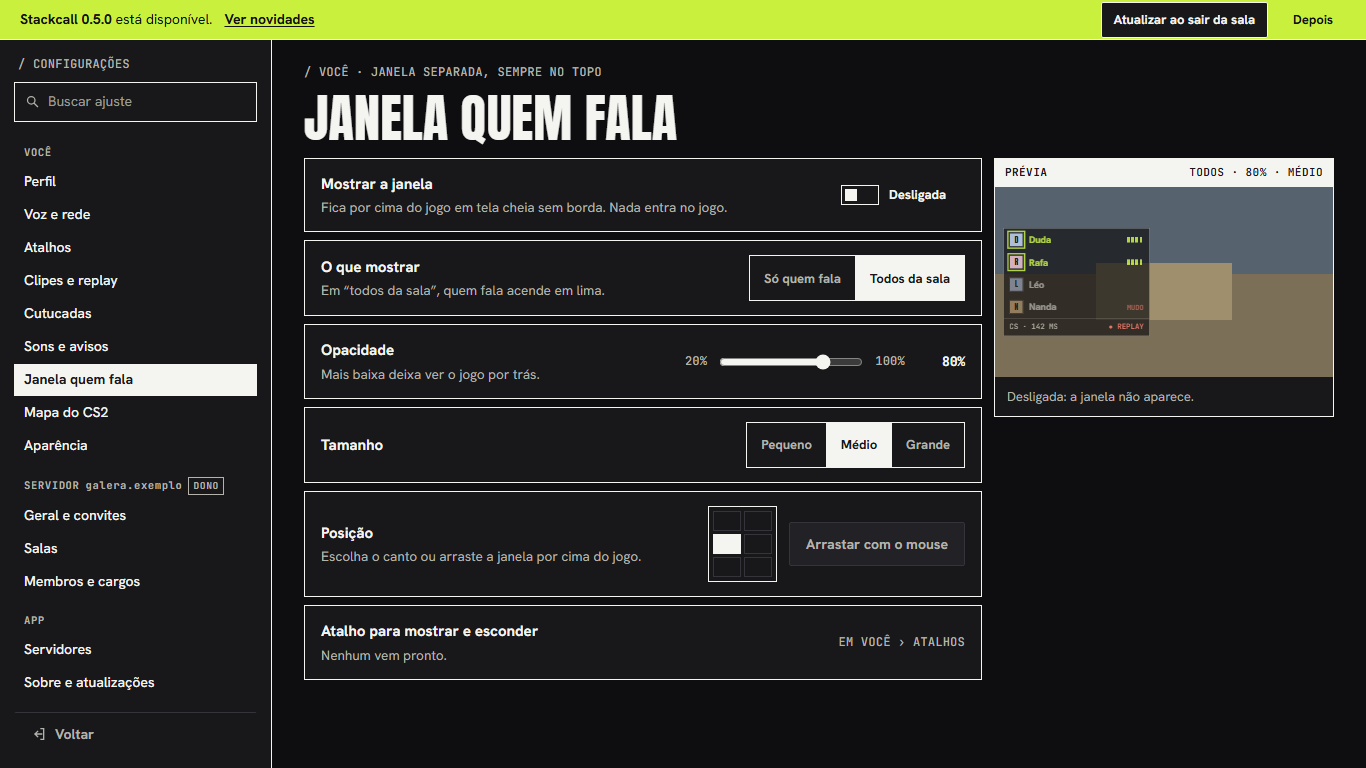 Stackcall 0.5.0 está disponível. Ver novidades
Atualizar ao sair da sala
Depois
/ CONFIGURAÇÕES
Buscar ajuste
VOCÊ
Perfil
Voz e rede
Atalhos
Clipes e replay
Cutucadas
Sons e avisos
Janela quem fala
Mapa do CS2
Aparência
SERVIDOR galera.exemplo DONO
Geral e convites
Salas
Membros e cargos
APP
Servidores
Sobre e atualizações
Voltar
/ VOCÊ · JANELA SEPARADA, SEMPRE NO TOPO
JANELA QUEM FALA
Mostrar a janela
Fica por cima do jogo em tela cheia sem borda. Nada entra no jogo.
Desligada
O que mostrar
Em “todos da sala”, quem fala acende em lima.
Só quem fala
Todos da sala
Opacidade
Mais baixa deixa ver o jogo por trás.
20%
100%
80%
Tamanho
Pequeno
Médio
Grande
Posição
Escolha o canto ou arraste a janela por cima do jogo.
Arrastar com o mouse
Atalho para mostrar e esconder
Nenhum vem pronto.
EM VOCÊ › ATALHOS
PRÉVIA
TODOS · 80% · MÉDIO
D Duda
R Rafa
L Léo
N Nanda MUDO
CS · 142 MS
● REPLAY
Desligada: a janela não aparece.